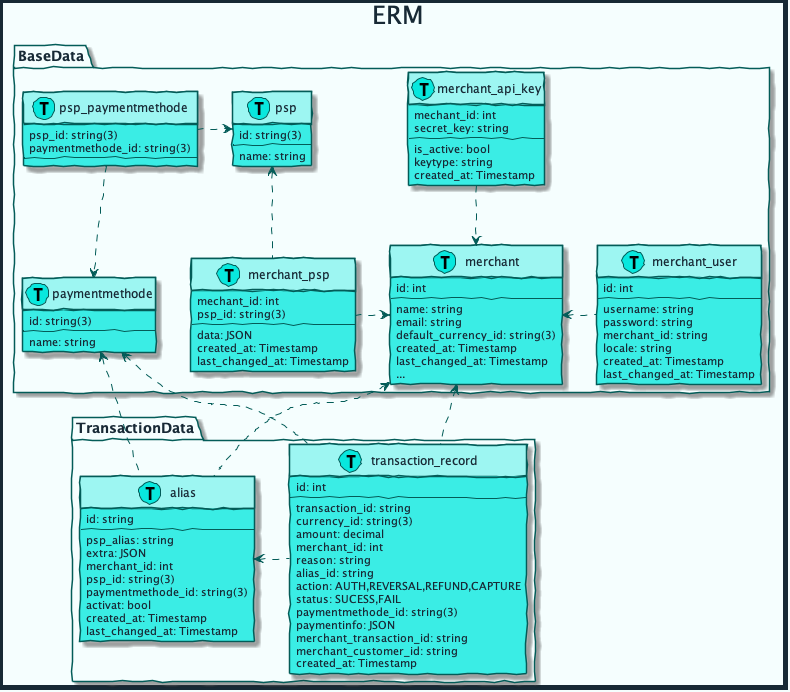 ERM
BaseData
T psp_paymentmethode
psp_id: string(3)
paymentmethode_id: string(3)
T psp
id: string(3)
name: string
T merchant_api_key
mechant_id: int
secret_key: string
is_active: bool
keytype: string
created_at: Timestamp
T paymentmethode
id: string(3)
name: string
T merchant_psp
mechant_id: int
psp_id: string(3)
data: JSON
created_at: Timestamp
last_changed_at: Timestamp
T merchant
id: int
name: string
email: string
default_currency_id: string(3)
created_at: Timestamp
last_changed_at: Timestamp
...
T merchant_user
id: int
username: string
password: string
merchant_id: string
locale: string
created_at: Timestamp
last_changed_at: Timestamp
TransactionData
T alias
id: string
psp_alias: string
extra: JSON
merchant_id: int
psp_id: string(3)
paymentmethode_id: string(3)
activat: bool
created_at: Timestamp
last_changed_at: Timestamp
T transaction_record
id: int
transaction_id: string
currency_id: string(3)
amount: decimal
merchant_id: int
reason: string
alias_id: string
action: AUTH,REVERSAL,REFUND,CAPTURE
status: SUCESS,FAIL
paymentmethode_id: string(3)
paymentinfo: JSON
merchant_transaction_id: string
merchant_customer_id: string
created_at: Timestamp